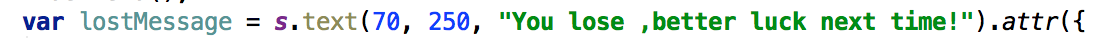 var lostMessage = s.text(70, 250, "You lose ,better luck next time!").attr({